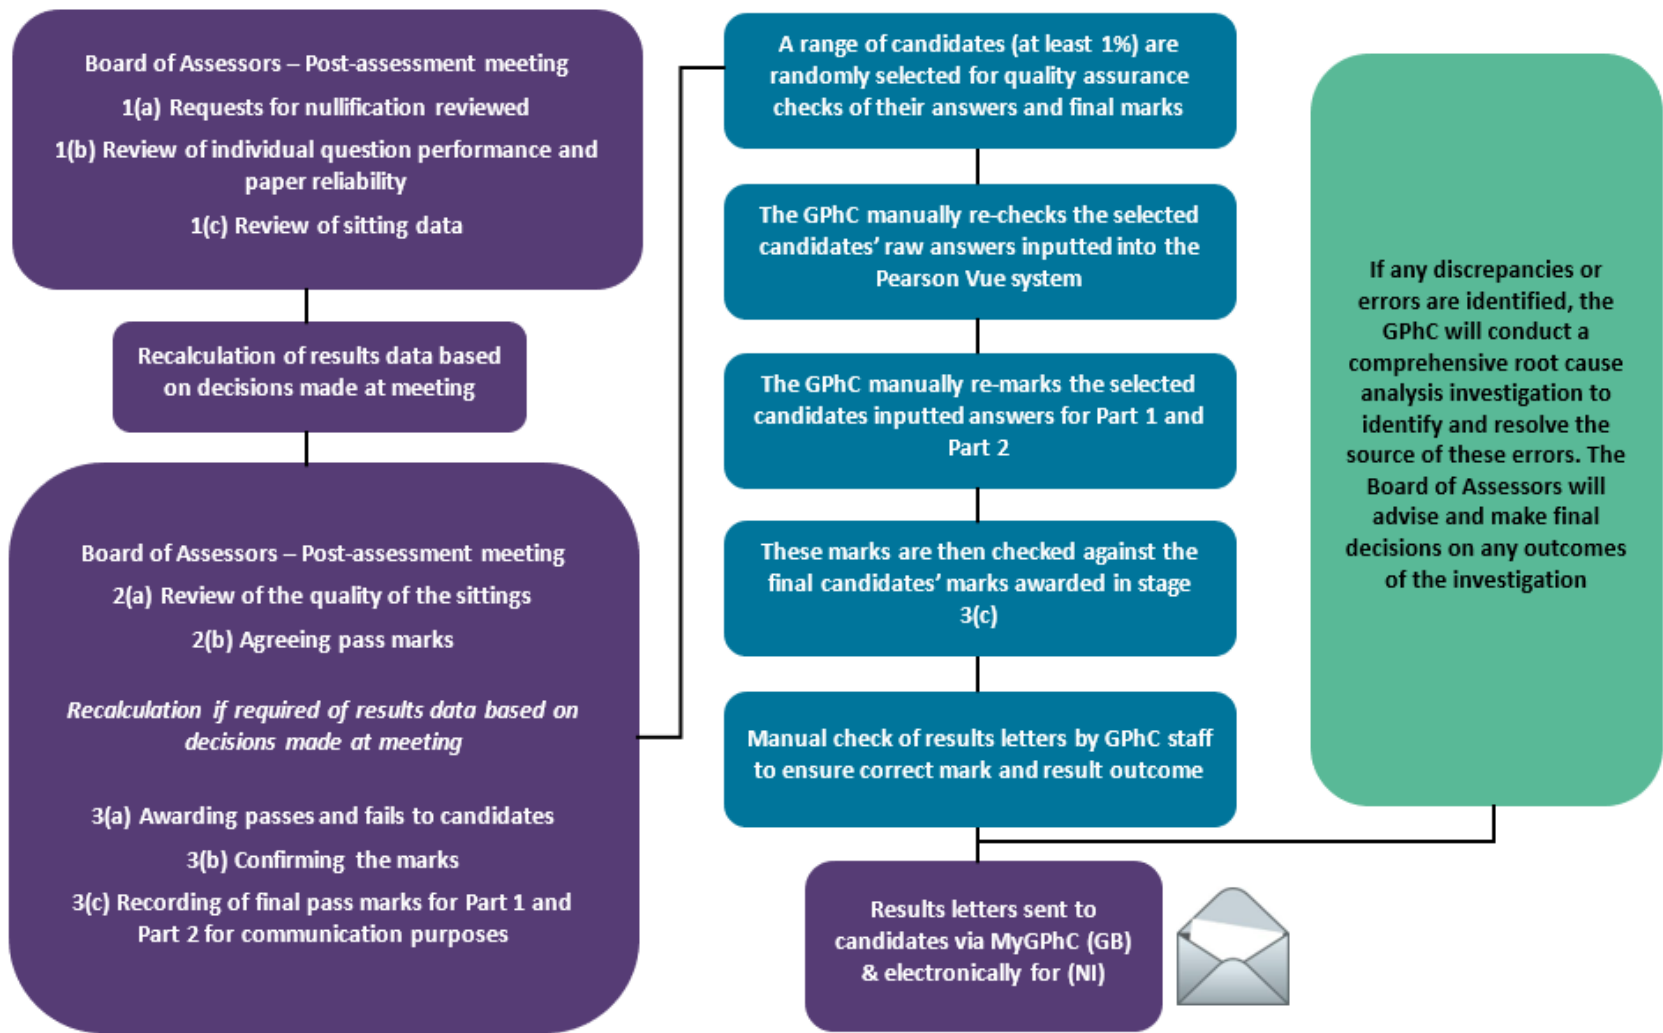 Board of Assessors – Post-assessment meeting
1(a) Requests for nullification reviewed
1(b) Review of individual question performance and
paper reliability
1(c) Review of sitting data
Recalculation of results data based
on decisions made at meeting
Board of Assessors – Post-assessment meeting
2(a) Review of the quality of the sittings
2(b) Agreeing pass marks
Recalculation if required of results data based on
decisions made at meeting
3(a) Awarding passes and fails to candidates
3(b) Confirming the marks
3(c) Recording of final pass marks for Part 1 and
Part 2 for communication purposes
A range of candidates (at least 1%) are
randomly selected for quality assurance
checks of their answers and final marks
The GPhC manually re-checks the selected
candidates’ raw answers inputted into the
Pearson Vue system
The GPhC manually re-marks the selected
candidates inputted answers for Part 1 and
Part 2
These marks are then checked against the
final candidates’ marks awarded in stage
3(c)
Manual check of results letters by GPhC staff
to ensure correct mark and result outcome
Results letters sent to
candidates via MyGPhC (GB)
& electronically for (NI)
If any discrepancies or
errors are identified, the
GPhC will conduct a
comprehensive root cause
analysis investigation to
identify and resolve the
source of these errors. The
Board of Assessors will
advise and make final
decisions on any outcomes
of the investigation